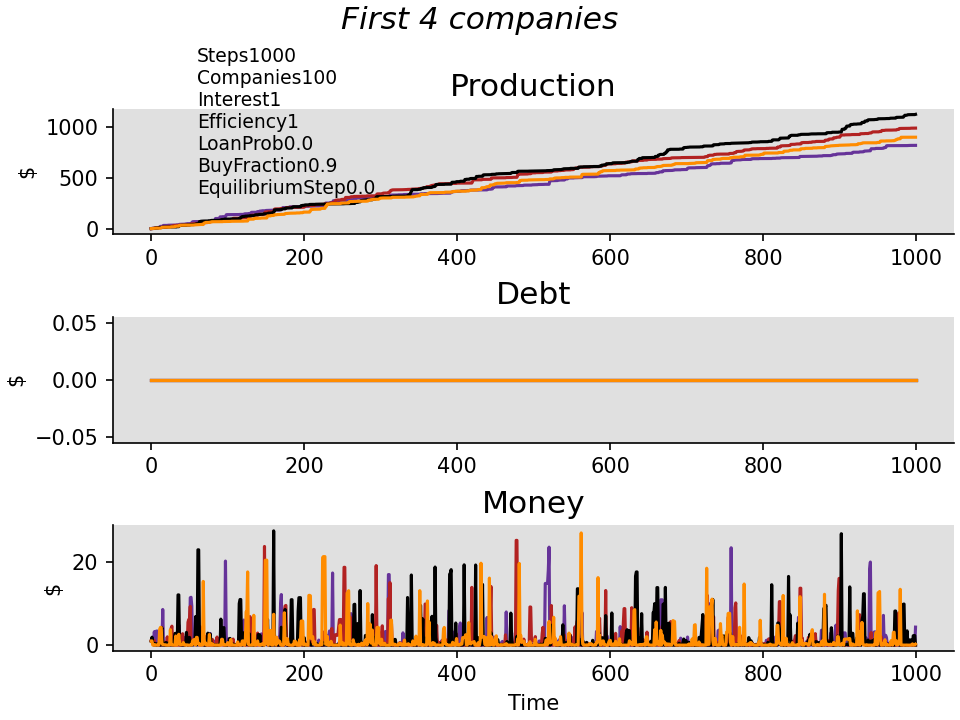 First 4 companies
Steps1000
Companies100
Interest1
Efficiency1
LoanProb0.0
BuyFraction0.9
EquilibriumStep0.0
Production
$
1000
500
0
0 200 400 600 800 1000
Debt
$
0.05
0.00
−0.05
0 200 400 600 800 1000
Money
$
20
0
0 200 400 600 800 1000
Time